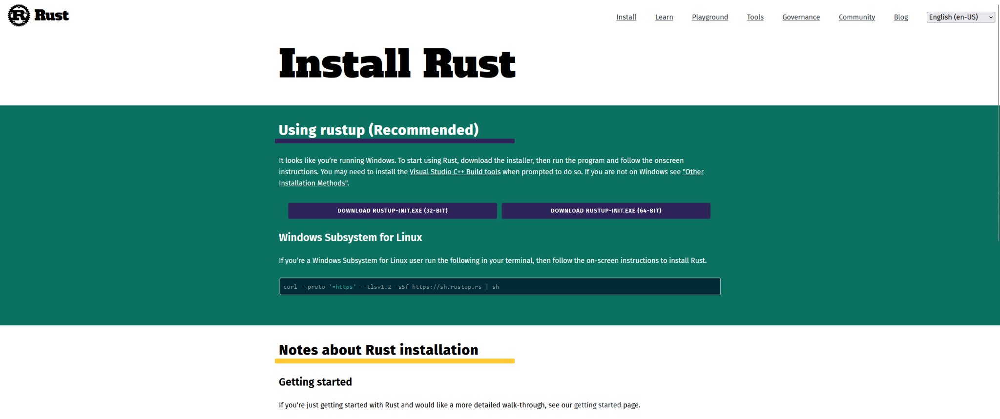 Rust
Install Learn Playground Tools Governance Community Blog English (en-US)
Install Rust
Using rustup (Recommended)
It looks like you’re running Windows. To start using Rust, download the installer, then run the program and follow the onscreen
instructions. You may need to install the Visual Studio C++ Build tools when prompted to do so. If you are not on Windows see "Other
Installation Methods".
DOWNLOAD RUSTUP-INIT.EXE (32-BIT) DOWNLOAD RUSTUP-INIT.EXE (64-BIT)
Windows Subsystem for Linux
If you’re a Windows Subsystem for Linux user run the following in your terminal, then follow the on-screen instructions to install Rust.
curl --proto '=https' --tlsv1.2 -sSf https://sh.rustup.rs | sh
Notes about Rust installation
Getting started
If you're just getting started with Rust and would like a more detailed walk-through, see our getting started page.